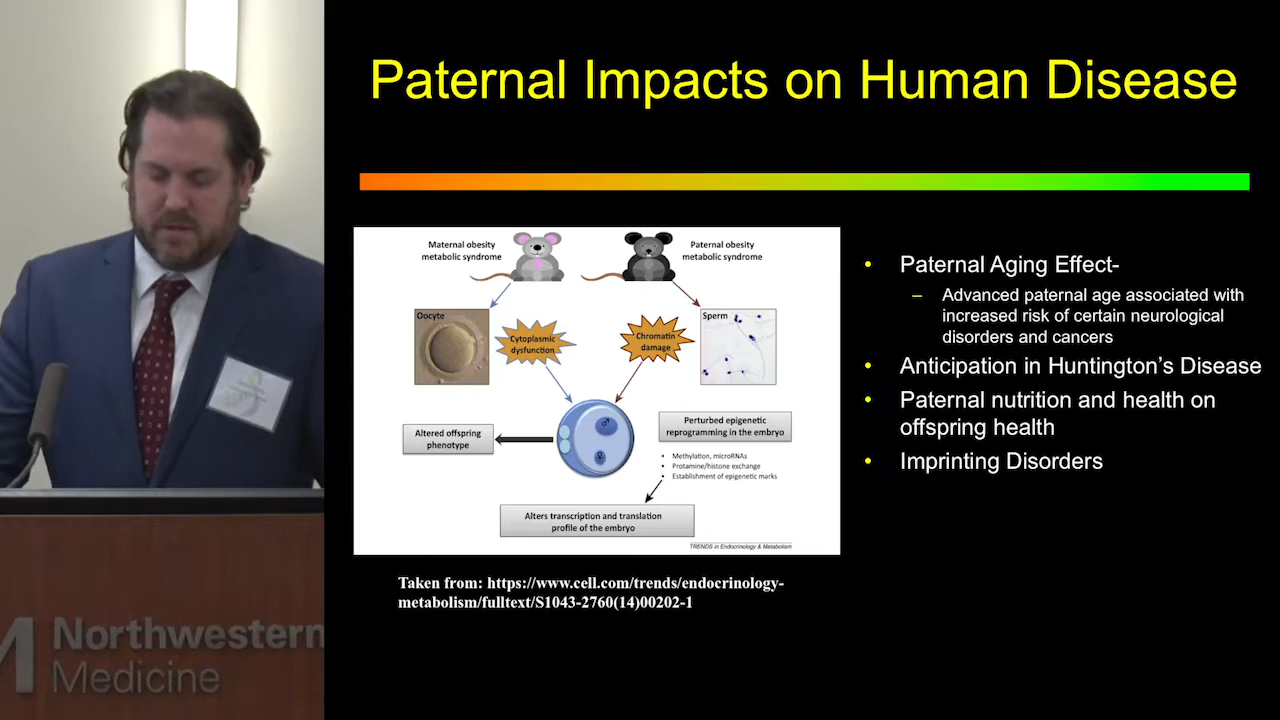 Paternal Impacts on Human Disease
Maternal obesity
metabolic syndrome
Paternal obesity
metabolic syndrome
Oocyte
Cytoplasmic
dysfunction
Chromatin
damage
Sperm
Altered offspring
phenotype
Perturbed epigenetic
reprogramming in the embryo
• Methylation, microRNAs
• Protamine/histone exchange
• Establishment of epigenetic marks
Alters transcription and translation
profile of the embryo
TRENDS in Endocrinology & Metabolism
Taken from: https://www.cell.com/trends/endocrinology-
metabolism/fulltext/S1043-2760(14)00202-1
• Paternal Aging Effect-
– Advanced paternal age associated with
increased risk of certain neurological
disorders and cancers
• Anticipation in Huntington's Disease
• Paternal nutrition and health on
offspring health
• Imprinting Disorders
M Northwestern
Medicine